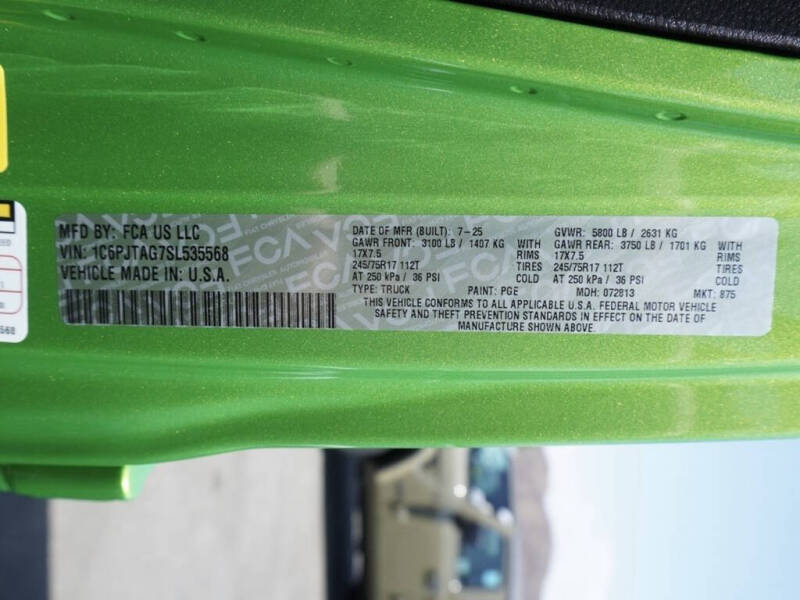 MFD BY: FCA US LLC
VIN: 1C6PJTAG7SL535568
VEHICLE MADE IN U.S.A.
DATE OF MFR (BUILT): 7-25 GVWR: 5800 LB / 2631 KG
GAWR FRONT: 3100 LB / 1407 KG WITH GAWR REAR: 3750 LB / 1701 KG WITH
17X7.5 RIMS 17X7.5 RIMS
245/75R17 112T TIRES 245/75R17 112T TIRES
AT 250 kPa / 36 PSI COLD AT 250 kPa / 36 PSI COLD
TYPE: TRUCK PAINT: PGE MOH: 072813 MKT: 875
THIS VEHICLE CONFORMS TO ALL APPLICABLE U.S.A. FEDERAL MOTOR VEHICLE
SAFETY AND THEFT PREVENTION STANDARDS IN EFFECT ON THE DATE OF
MANUFACTURE SHOWN ABOVE.
FCA
5568